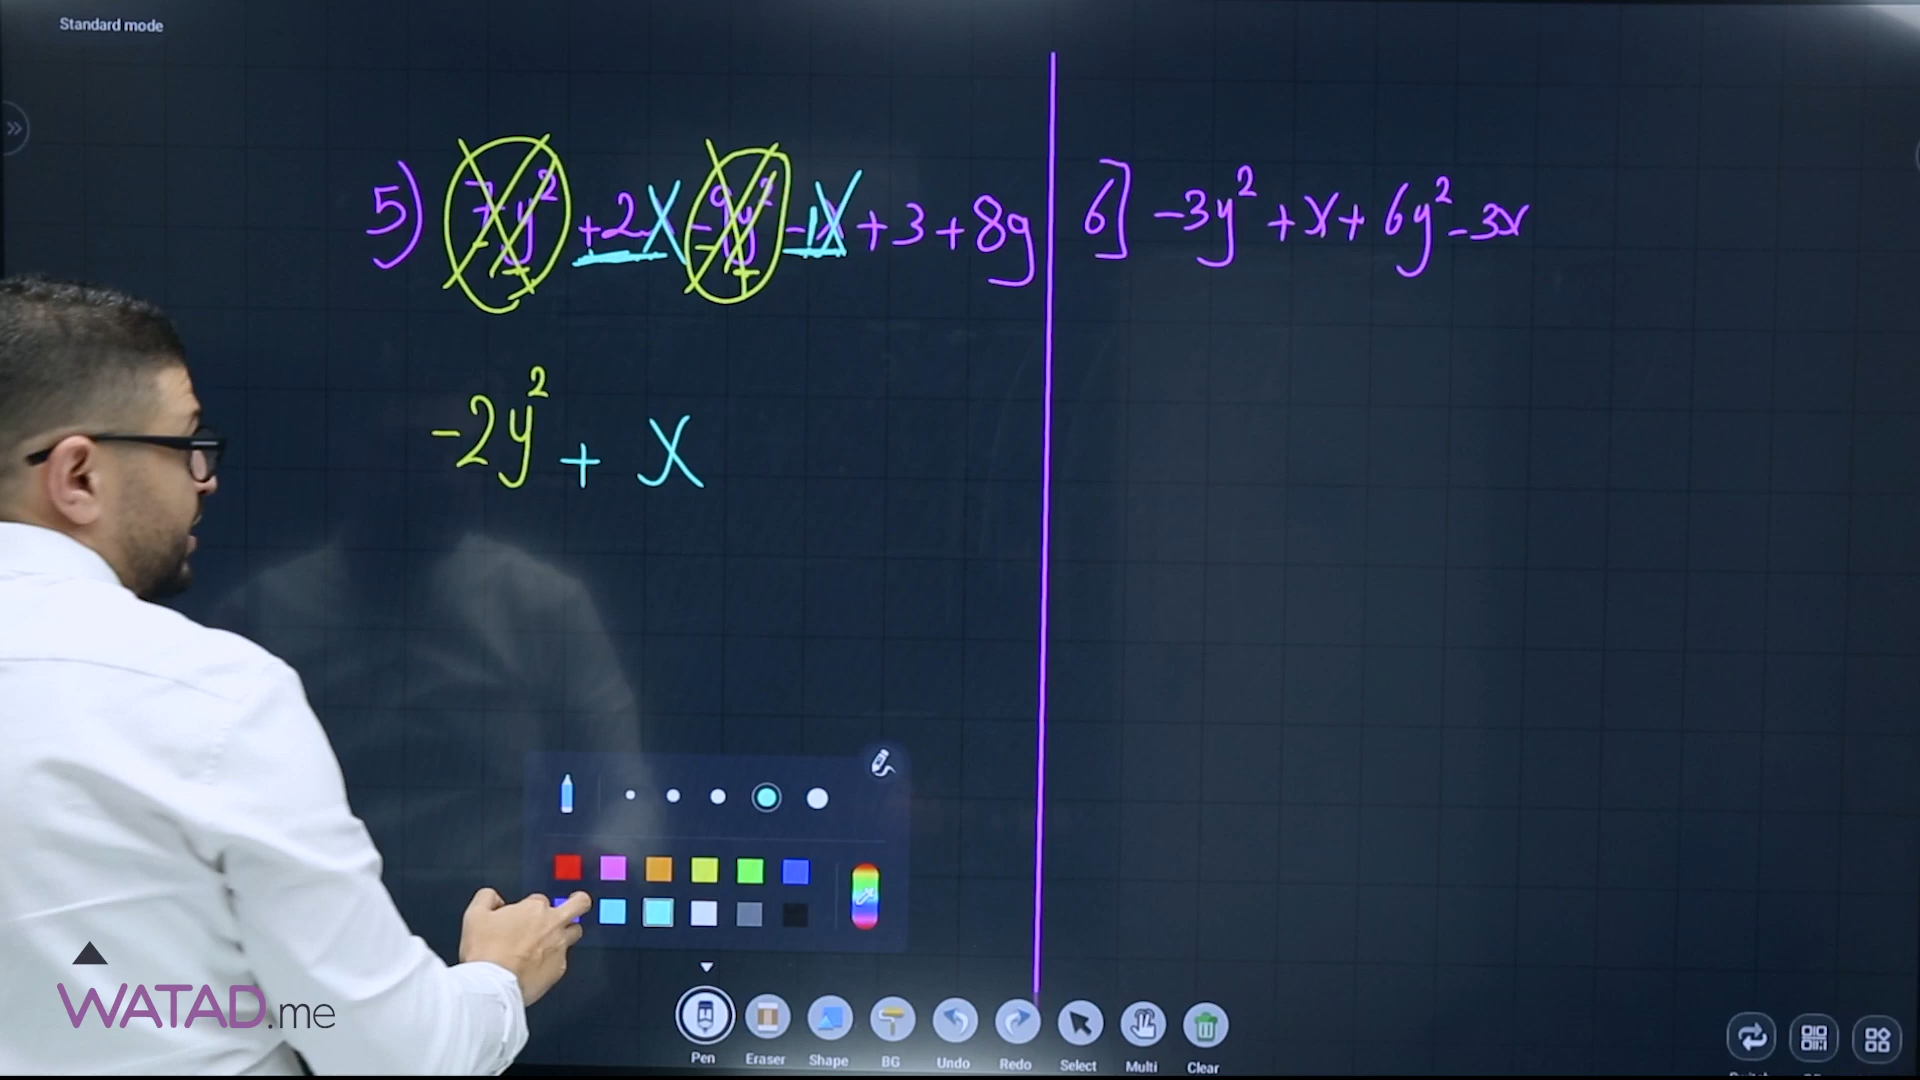 Standard mode
5) 7y² +2x -9y² -1x +3 +8y
-2y² + x
6] -3y² +x+ 6y² -3x
WATAD.me
Pen Eraser Shape BG Undo Redo Select Multi Clear